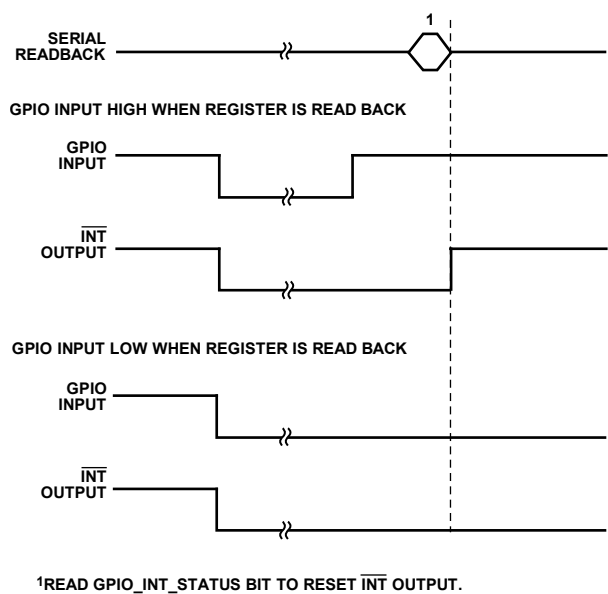 1
SERIAL
READBACK
GPIO INPUT HIGH WHEN REGISTER IS READ BACK
GPIO
INPUT
INT
OUTPUT
GPIO INPUT LOW WHEN REGISTER IS READ BACK
GPIO
INPUT
INT
OUTPUT
1READ GPIO_INT_STATUS BIT TO RESET INT OUTPUT.